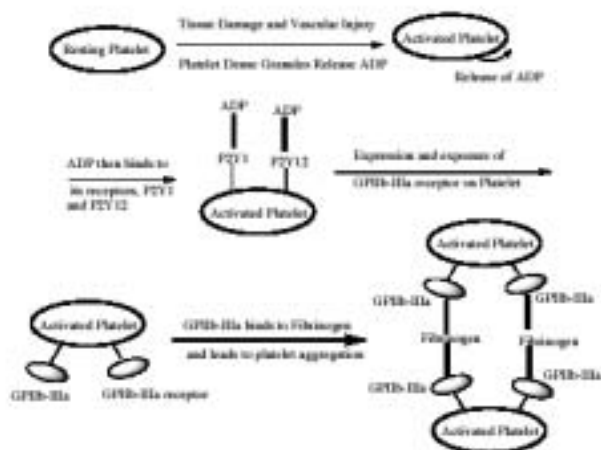 Tissue Damage and Vascular Injury
Resting Platelet
Activated Platelet
Platelet Dense Granules Release ADP
Release of ADP
ADP
ADP
ADP then binds to
its receptors, P2Y1
and P2Y12
P2Y1
P2Y12
Activated Platelet
Expression and exposure of
GPIIb-IIIa receptor on Platelet
Activated Platelet
GPIIb-IIIa
GPIIb-IIIa
Activated Platelet
GPIIb-IIIa
GPIIb-IIIa receptor
GPIIb-IIIa binds to Fibrinogen
and leads to platelet aggregation
Fibrinogen
Fibrinogen
GPIIb-IIIa
GPIIb-IIIa
Activated Platelet